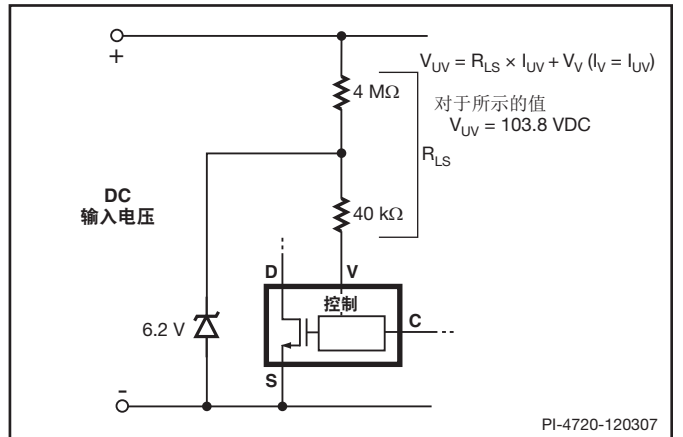 +
V_UV = R_LS × I_UV + V_V (I_V = I_UV)
4 MΩ
对于所示的值
V_UV = 103.8 VDC
R_LS
DC
输入电压
40 kΩ
D
V
控制
C
6.2 V
S
-
PI-4720-120307